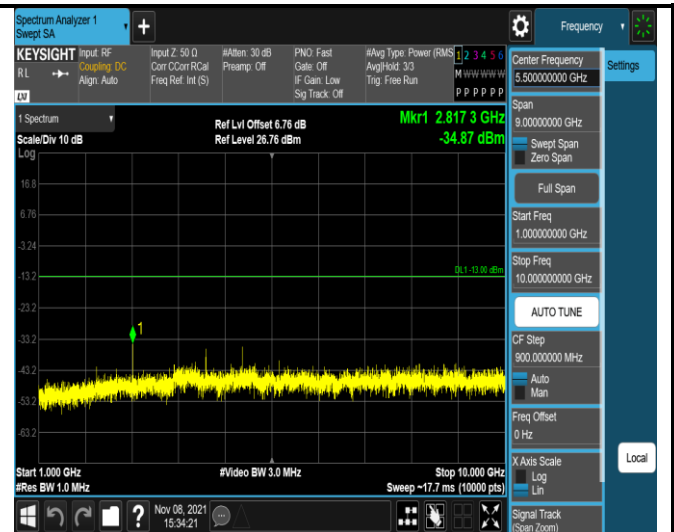 Spectrum Analyzer 1
Swept SA
+
Frequency
KEYSIGHT
RL
LXI
Input: RF
Coupling: DC
Align: Auto
Input Z: 50 Ω
Corr CCorr RCal
Freq Ref: Int (S)
#Atten: 30 dB
Preamp: Off
PNO: Fast
Gate: Off
IF Gain: Low
Sig Track: Off
#Avg Type: Power (RMS
Avg|Hold: 3/3
Trig: Free Run
1 2 3 4 5 6
M W W W W W
P P P P P P
1 Spectrum
Scale/Div 10 dB
Log
Ref Lvl Offset 6.76 dB
Ref Level 26.76 dBm
Mkr1 2.817 3 GHz
-34.87 dBm
16.8
6.76
-3.24
-13.2
-23.2
-33.2
-43.2
-53.2
-63.2
DL1 -13.00 dBm
1
Start 1.000 GHz
#Res BW 1.0 MHz
#Video BW 3.0 MHz
Stop 10.000 GHz
Sweep ~17.7 ms (10000 pts)
Nov 08, 2021
15:34:21
Center Frequency
5.500000000 GHz
Settings
Span
9.00000000 GHz
Swept Span
Zero Span
Full Span
Start Freq
1.000000000 GHz
Stop Freq
10.000000000 GHz
AUTO TUNE
CF Step
900.000000 MHz
Auto
Man
Freq Offset
0 Hz
X Axis Scale
Log
Lin
Local
Signal Track
(Span Zoom)